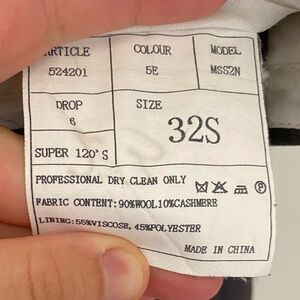 ARTICLE COLOUR MODEL
524201 5E MSS2N
DROP SIZE
6 32S
SUPER 120'S
PROFESSIONAL DRY CLEAN ONLY
FABRIC CONTENT:90%WOOL10%CASHMERE
LINING:55%VISCOSE,45%POLYESTER
MADE IN CHINA